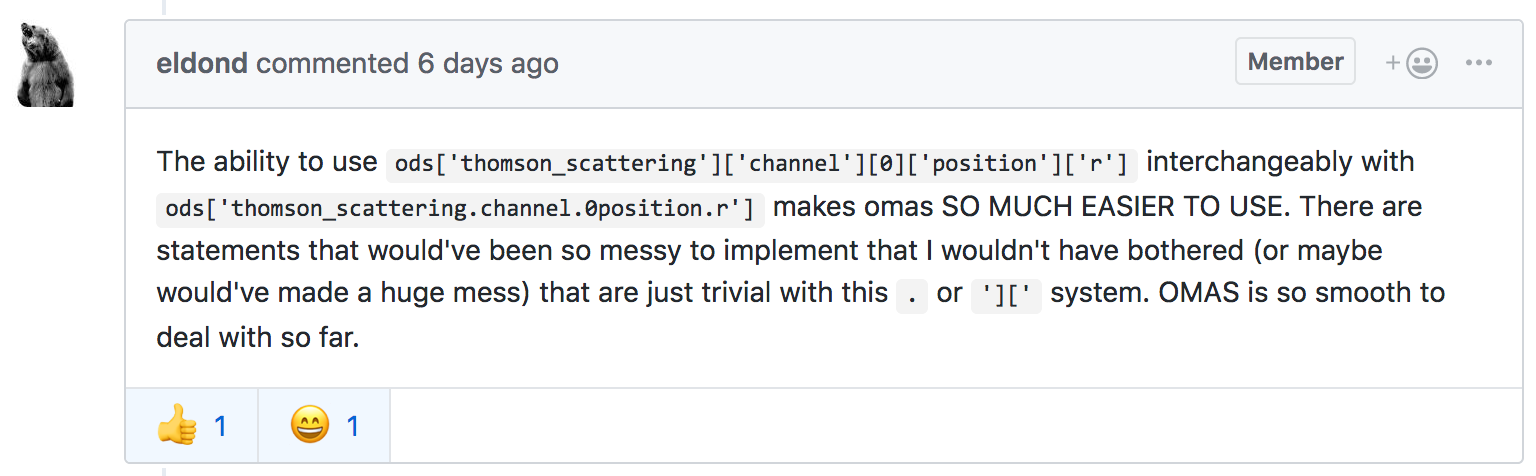 eldond commented 6 days ago Member
The ability to use ods['thomson_scattering']['channel'][0]['position']['r'] interchangeably with
ods['thomson_scattering.channel.0position.r'] makes omas SO MUCH EASIER TO USE. There are
statements that would've been so messy to implement that I wouldn't have bothered (or maybe
would've made a huge mess) that are just trivial with this . or '][' system. OMAS is so smooth to
deal with so far.
👍 1 😄 1